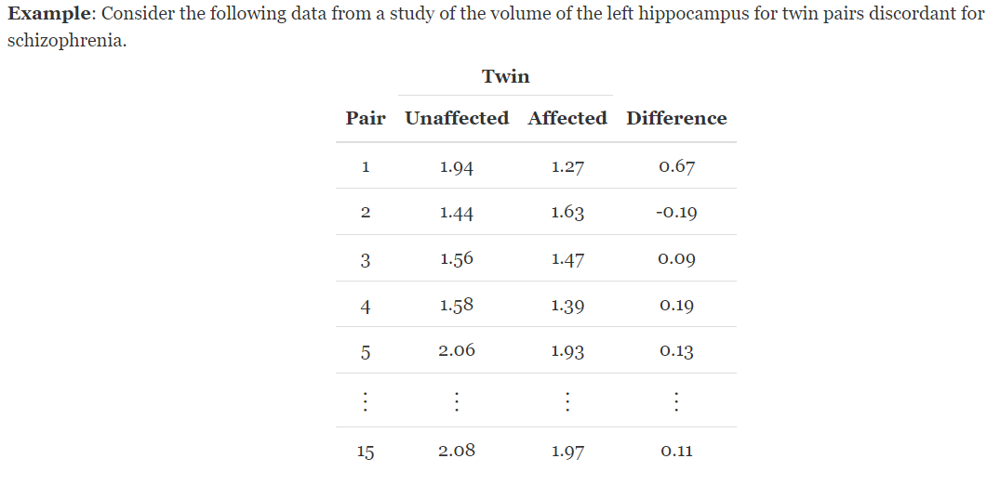 Example: Consider the following data from a study of the volume of the left hippocampus for twin pairs discordant for
schizophrenia.
Twin
Pair Unaffected Affected Difference
1 1.94 1.27 0.67
2 1.44 1.63 -0.19
3 1.56 1.47 0.09
4 1.58 1.39 0.19
5 2.06 1.93 0.13
⋮ ⋮ ⋮ ⋮
15 2.08 1.97 0.11